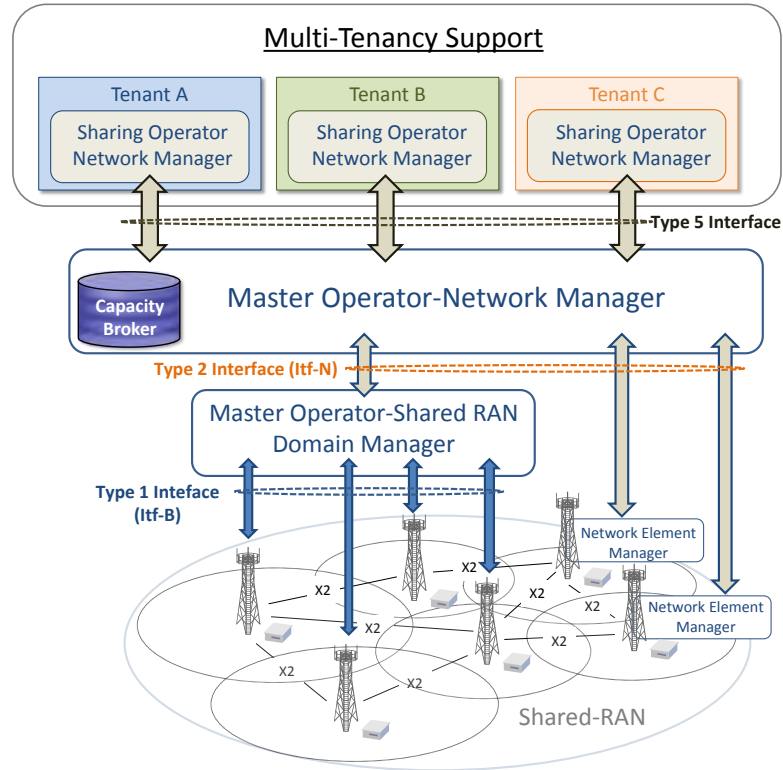 Multi-Tenancy Support
Tenant A
Tenant B
Tenant C
Sharing Operator
Network Manager
Sharing Operator
Network Manager
Sharing Operator
Network Manager
Type 5 Interface
Capacity
Broker
Master Operator-Network Manager
Type 2 Interface (Itf-N)
Master Operator-Shared RAN
Domain Manager
Type 1 Inteface
(Itf-B)
Network Element
Manager
Network Element
Manager
X2
X2
X2
X2
X2
X2
X2
X2
Shared-RAN